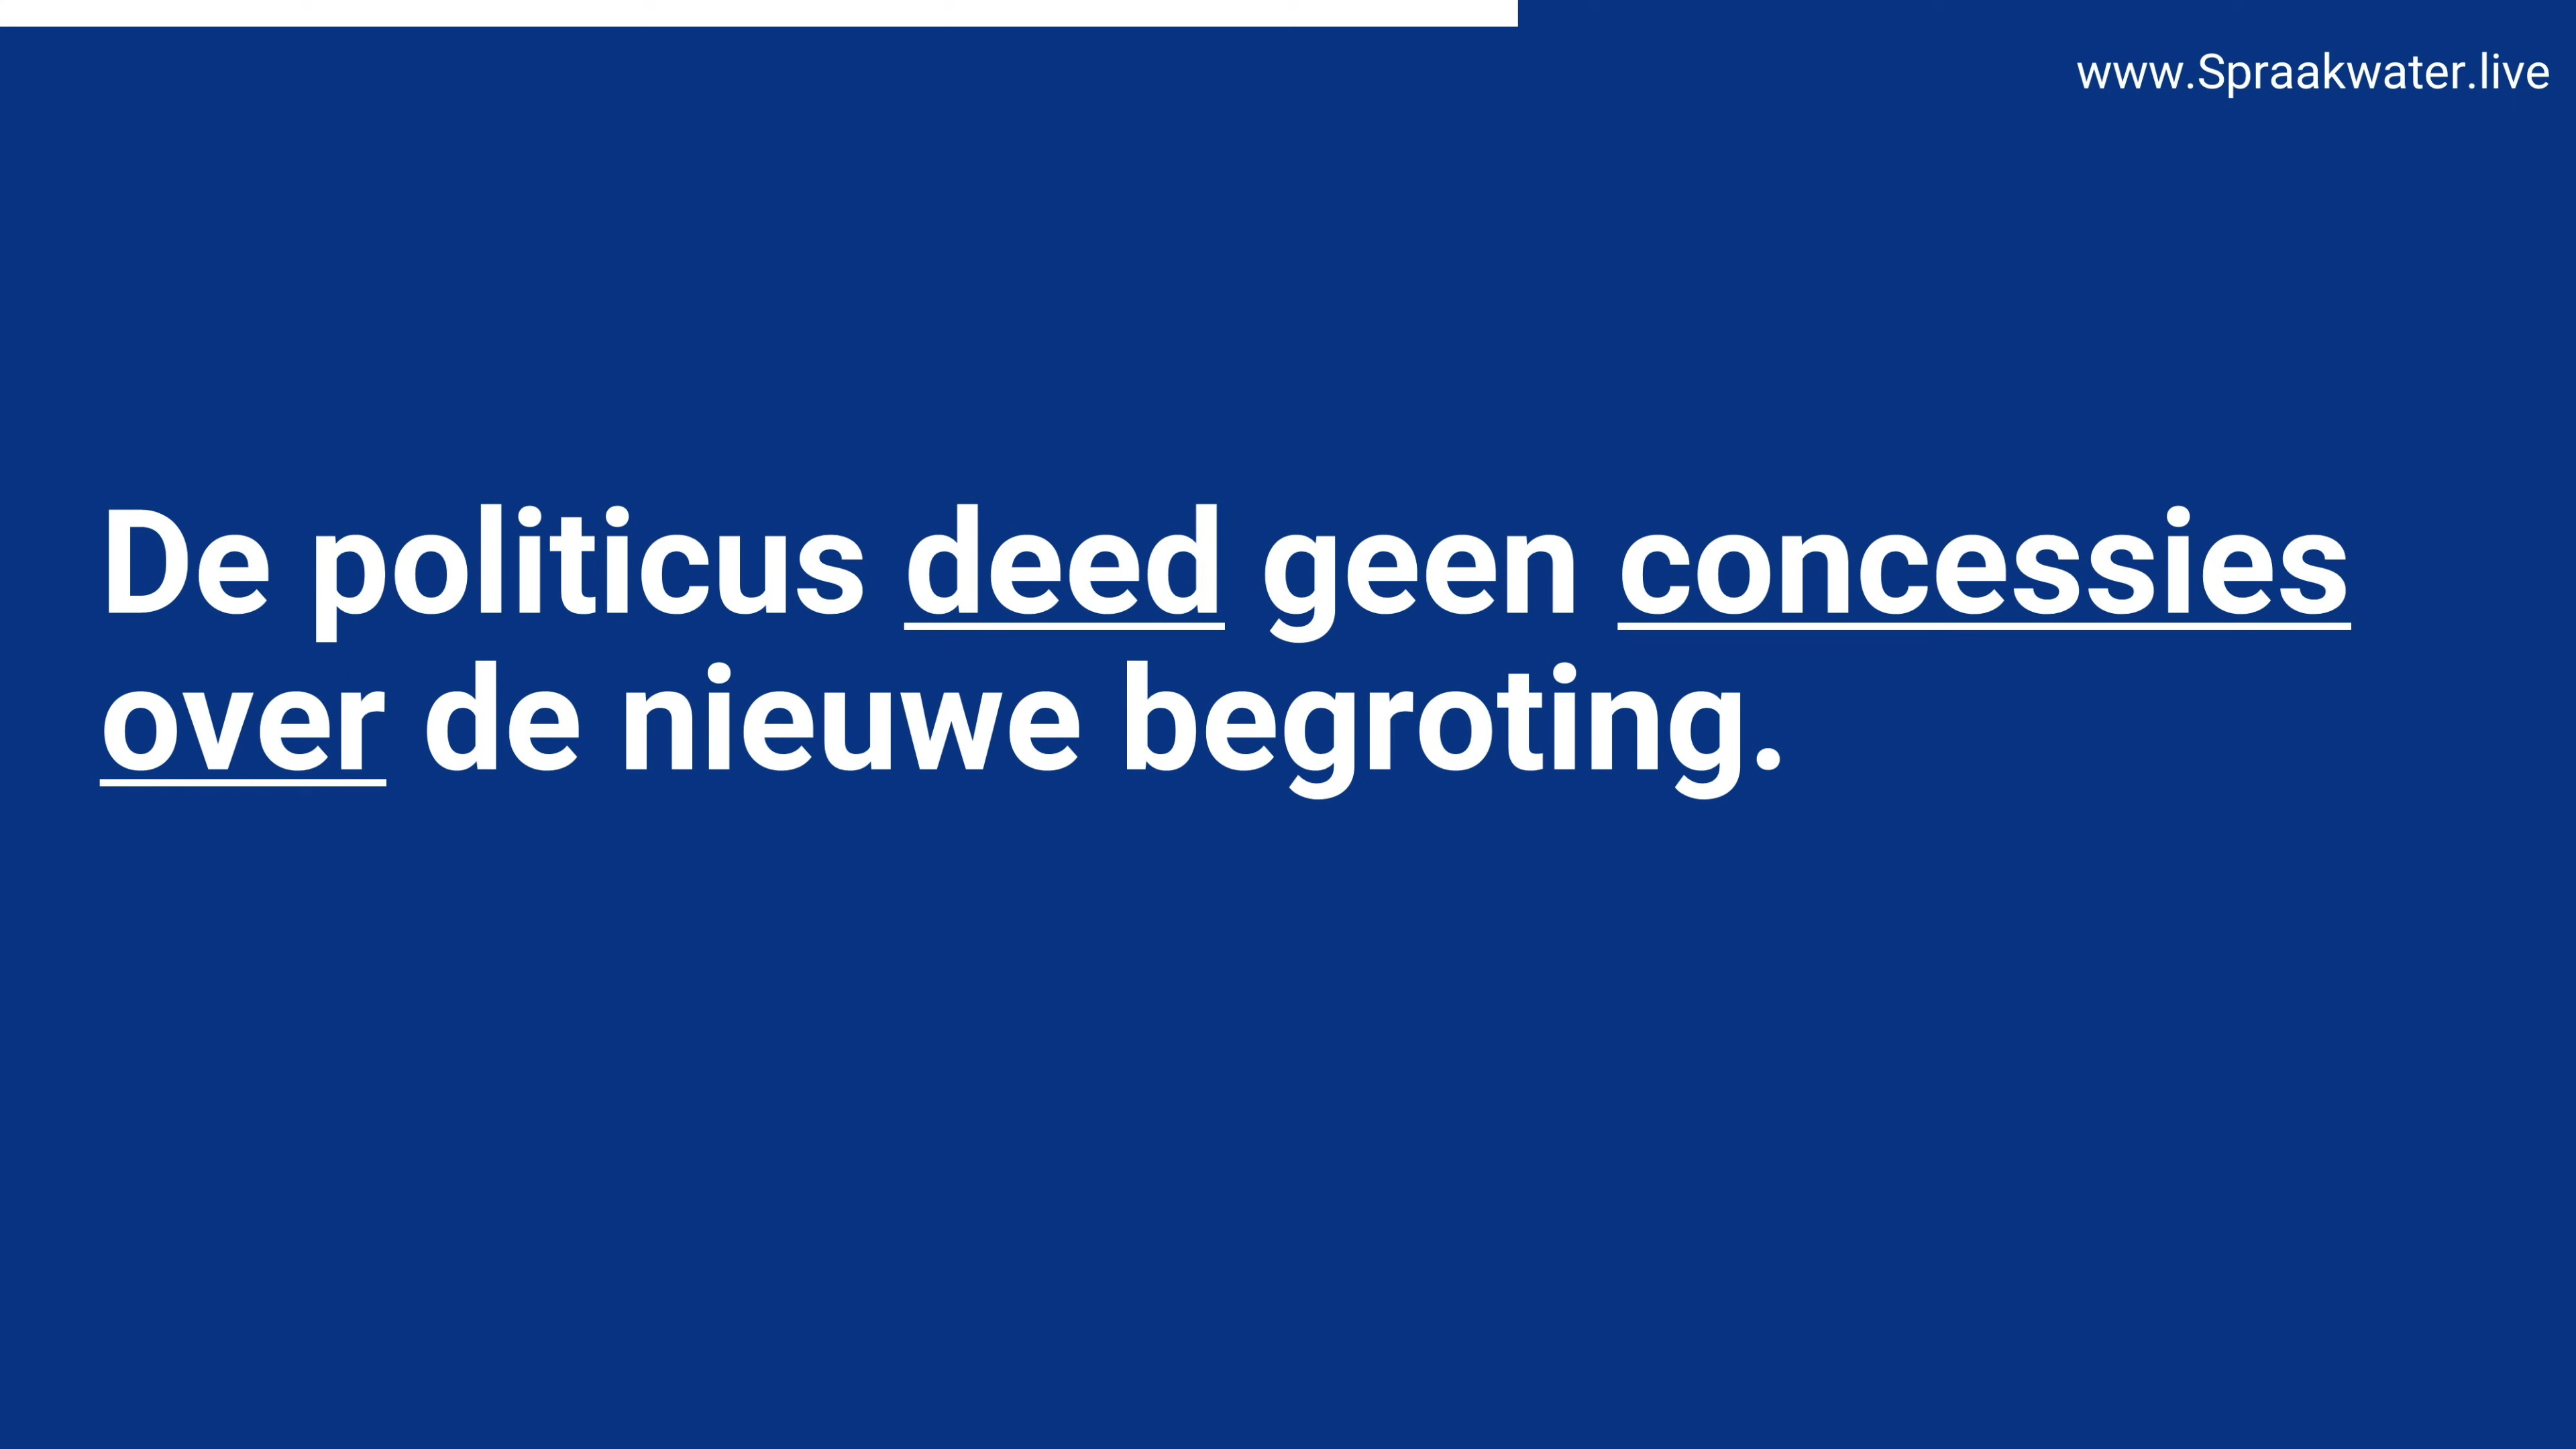 www.Spraakwater.live
De politicus deed geen concessies
over de nieuwe begroting.